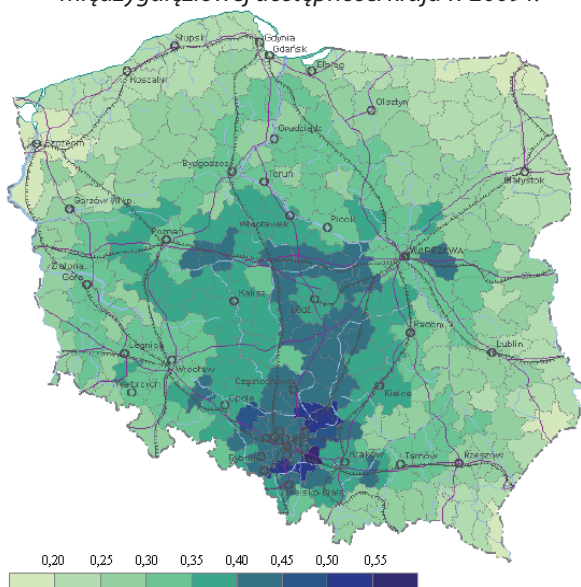 międzygałęziowej dostępności kraju w 2009 r.
Słupsk
Gdynia
Gdańsk
Koszalin
Elbląg
Olsztyn
Szczecin
Grudziądz
Bydgoszcz
Białystok
Toruń
Gorzów Wlkp.
Włocławek
Płock
Poznań
WARSZAWA
Zielona
Góra
Kalisz
Łódź
Radom
Legnica
Lublin
Wrocław
Wałbrzych
Częstochowa
Kielce
Opole
Rybnik
Kraków
Tarnów
Rzeszów
Bielsko-Biała
0,20 0,25 0,30 0,35 0,40 0,45 0,50 0,55